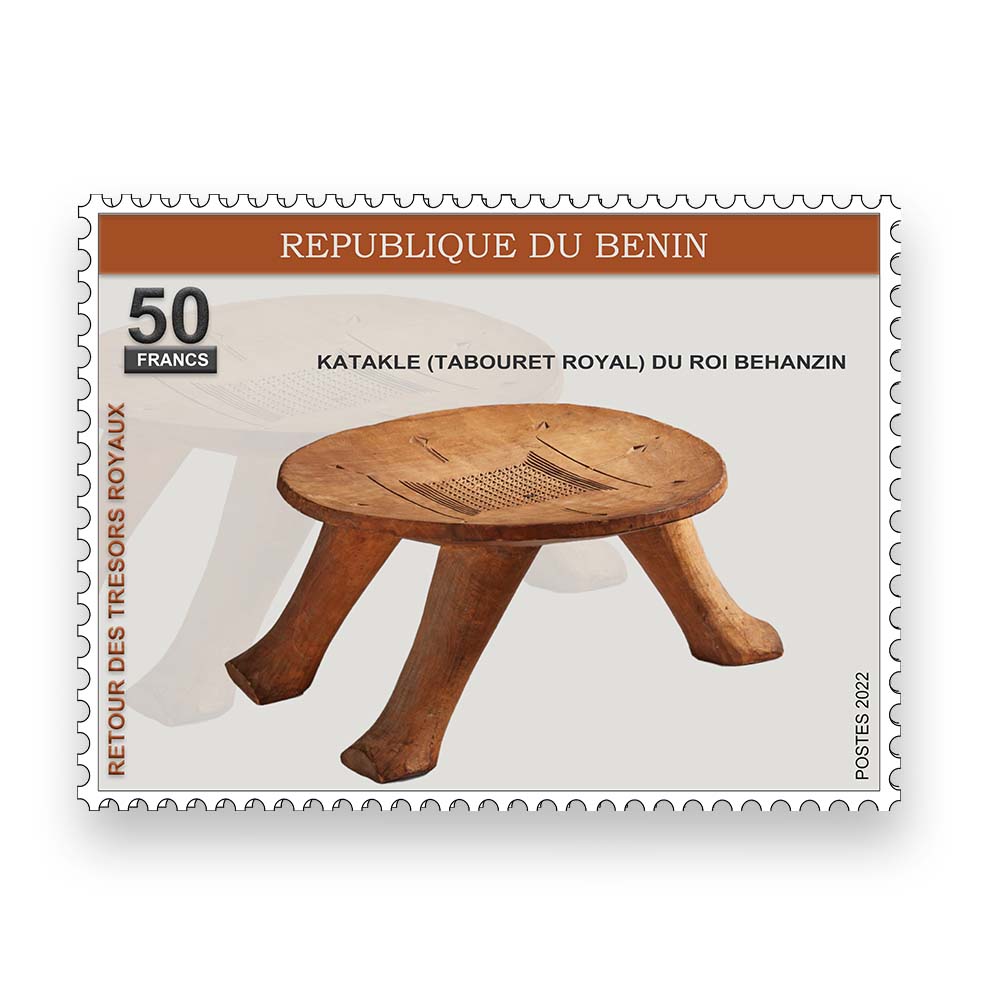 REPUBLIQUE DU BENIN
50
FRANCS
KATAKLE (TABOURET ROYAL) DU ROI BEHANZIN
RETOUR DES TRESORS ROYAUX
POSTES 2022